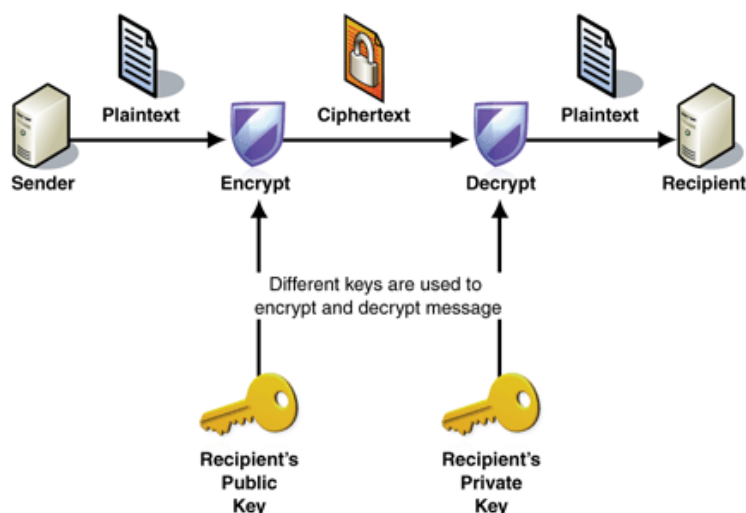 Plaintext
Ciphertext
Plaintext
Sender
Encrypt
Decrypt
Recipient
Different keys are used to
encrypt and decrypt message
Recipient's
Public
Key
Recipient's
Private
Key